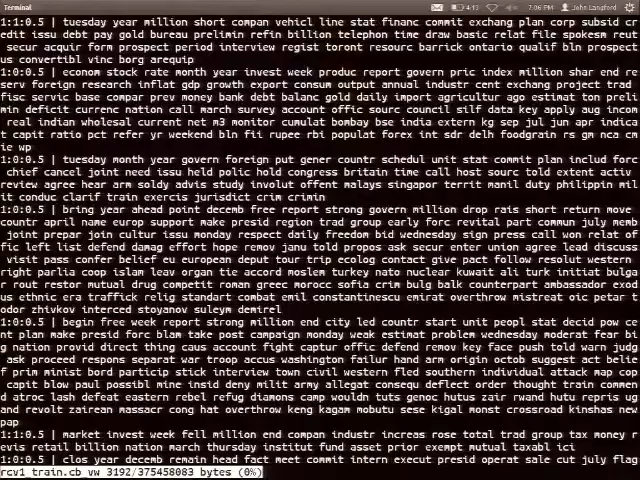 Terminal 4:13 7:06 PM John Langford
1:0:0.5 | tuesday year million short compan vehicl line stat financ commit exchang plan corp subsid cr
edit issu debt pay gold bureau prelimin refin billion telephon time draw basic relat file spokesm reut
 secur acquir form prospect period interview regist toront resourc barrick ontario qualif bln prospect
us convertibl vinc borg arequip
1:0:0.5 | econom stock rate month year invest week produc report govern pric index million shar end re
serv foreign research inflat gdp growth export consum output annual industr cent exchang project trad
fisc servic base compar prev money bank debt balanc gold daily import agricultur ago estimat ton preli
min deficit currenc nation call march survey account offic sourc council silf data key apply aug incom
 real indian wholesal current net m3 monitor cumulat bombay bse india extern kg sep jul jun apr indica
t capit ratio pct refer yr weekend bln fii rupee rbi populat forex int sdr delh foodgrain rs gm nca cm
ie wp
1:0:0.5 | tuesday month year govern foreign put gener countr schedul unit stat commit plan includ forc
 chief cancel joint need issu held polic hold congress britain time call host sourc told extent activ
review agree hear arm soldy advis study involut offent malays singapor territ manil duty philippin mil
it conduc clarif train exercis jurisdict crim crimin
1:0:0.5 | bring year ahead point decemb free report strong govern million drop rais short return move
countr april name eur support make presid region trad group early forc revital part commun july memb
 joint prepar join cultur issu monday respect daily freedom bid wednesday sign press call won relat of
fic left list defend damag effort hope remov janu told propos ask secur enter union agree lead discuss
 visit pass confer belief eu european deput tour trip ecolog contact give pact follow resolut western
 right parlia coop islam leav organ tie accord moslem turkey nato nuclear kuwait ali turk initiat bulga
r rout restor mutual drug competit roman greec morocc sofia crim bulg balk counterpart ambassador exod
us ethnic era traffick relig standart combat emil constantinescu emirat overthrow mistreat oic petar t
odor zhivkov interced stoyanov suleym demirel
1:0:0.5 | begin free week report strong million end city led countr start unit peopl stat decid pow ce
nt plan make presid forc blam take post campaign monday weak estimat problem wednesday moderat fear bi
g nation provid direct thing caus account fight captur offic defend remov key face push told warn judg
 ask proceed respons separat war troop accus washington failur hand arm origin octob suggest act belie
f prim minist bord particip stick interview town civil western fled southern individual attack map cop
 capit blow paul possibl mine insid deny milit army allegat consequ deflect order thought train commen
d atroc lash defeat eastern rebel refug diamons camp wouldn tuts genoc hutus zair rwand hutu repris ug
and revolt zairean massacr cong hat overthrow keng kagam mobutu sese kigal monst crossroad kinshas new
pap
1:1:0.5 | market invest week fell million end compan industr increas rose total trad group tax money r
evis retail billion nation march thursday institut fund asset prior exempt mutual taxabl ici
1:1:0.5 | clos year decemb remain head fact meet commit intern execut presid operat sale cut july flag
rcv1_train.cb vw 3192/375458083 bytes (0%)